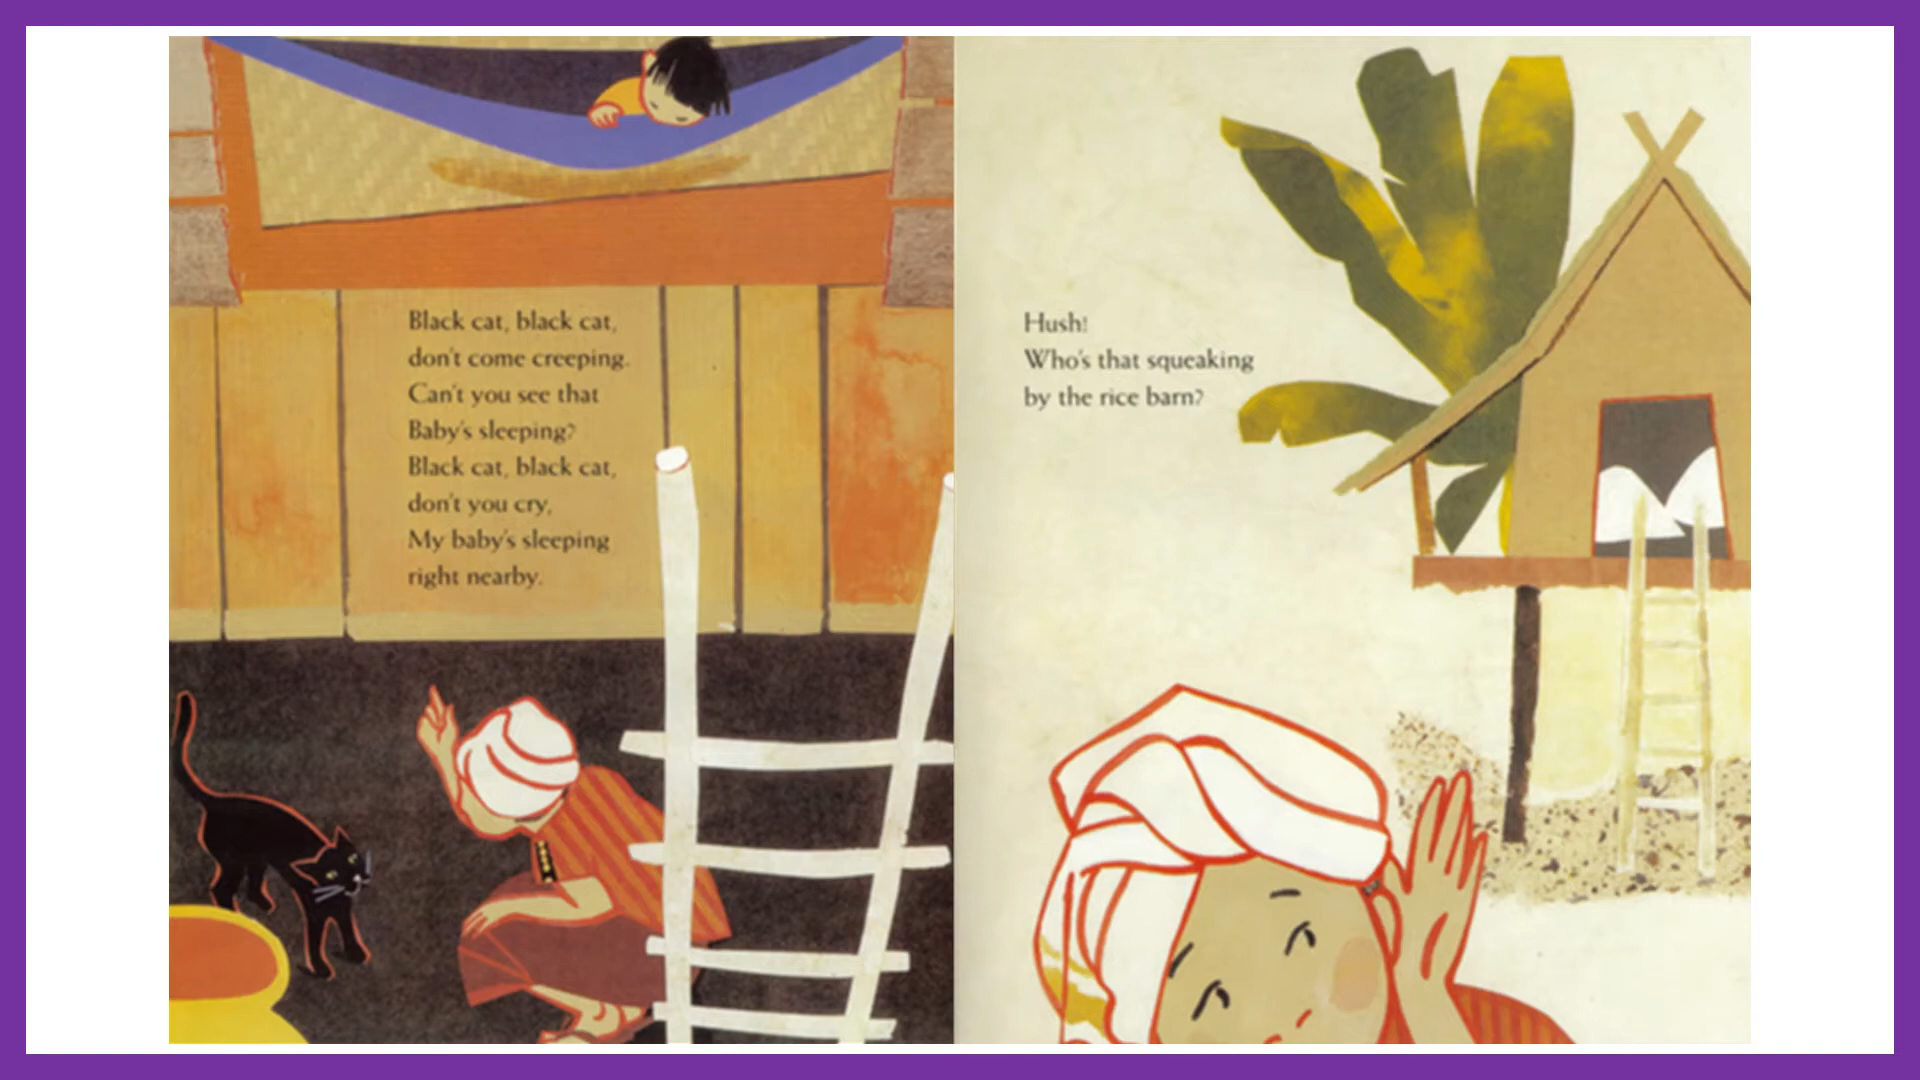 Black cat, black cat,
don't come creeping.
Can't you see that
Baby's sleeping?
Black cat, black cat,
don't you cry,
My baby's sleeping
right nearby.
Hush!
Who's that squeaking
by the rice barn?